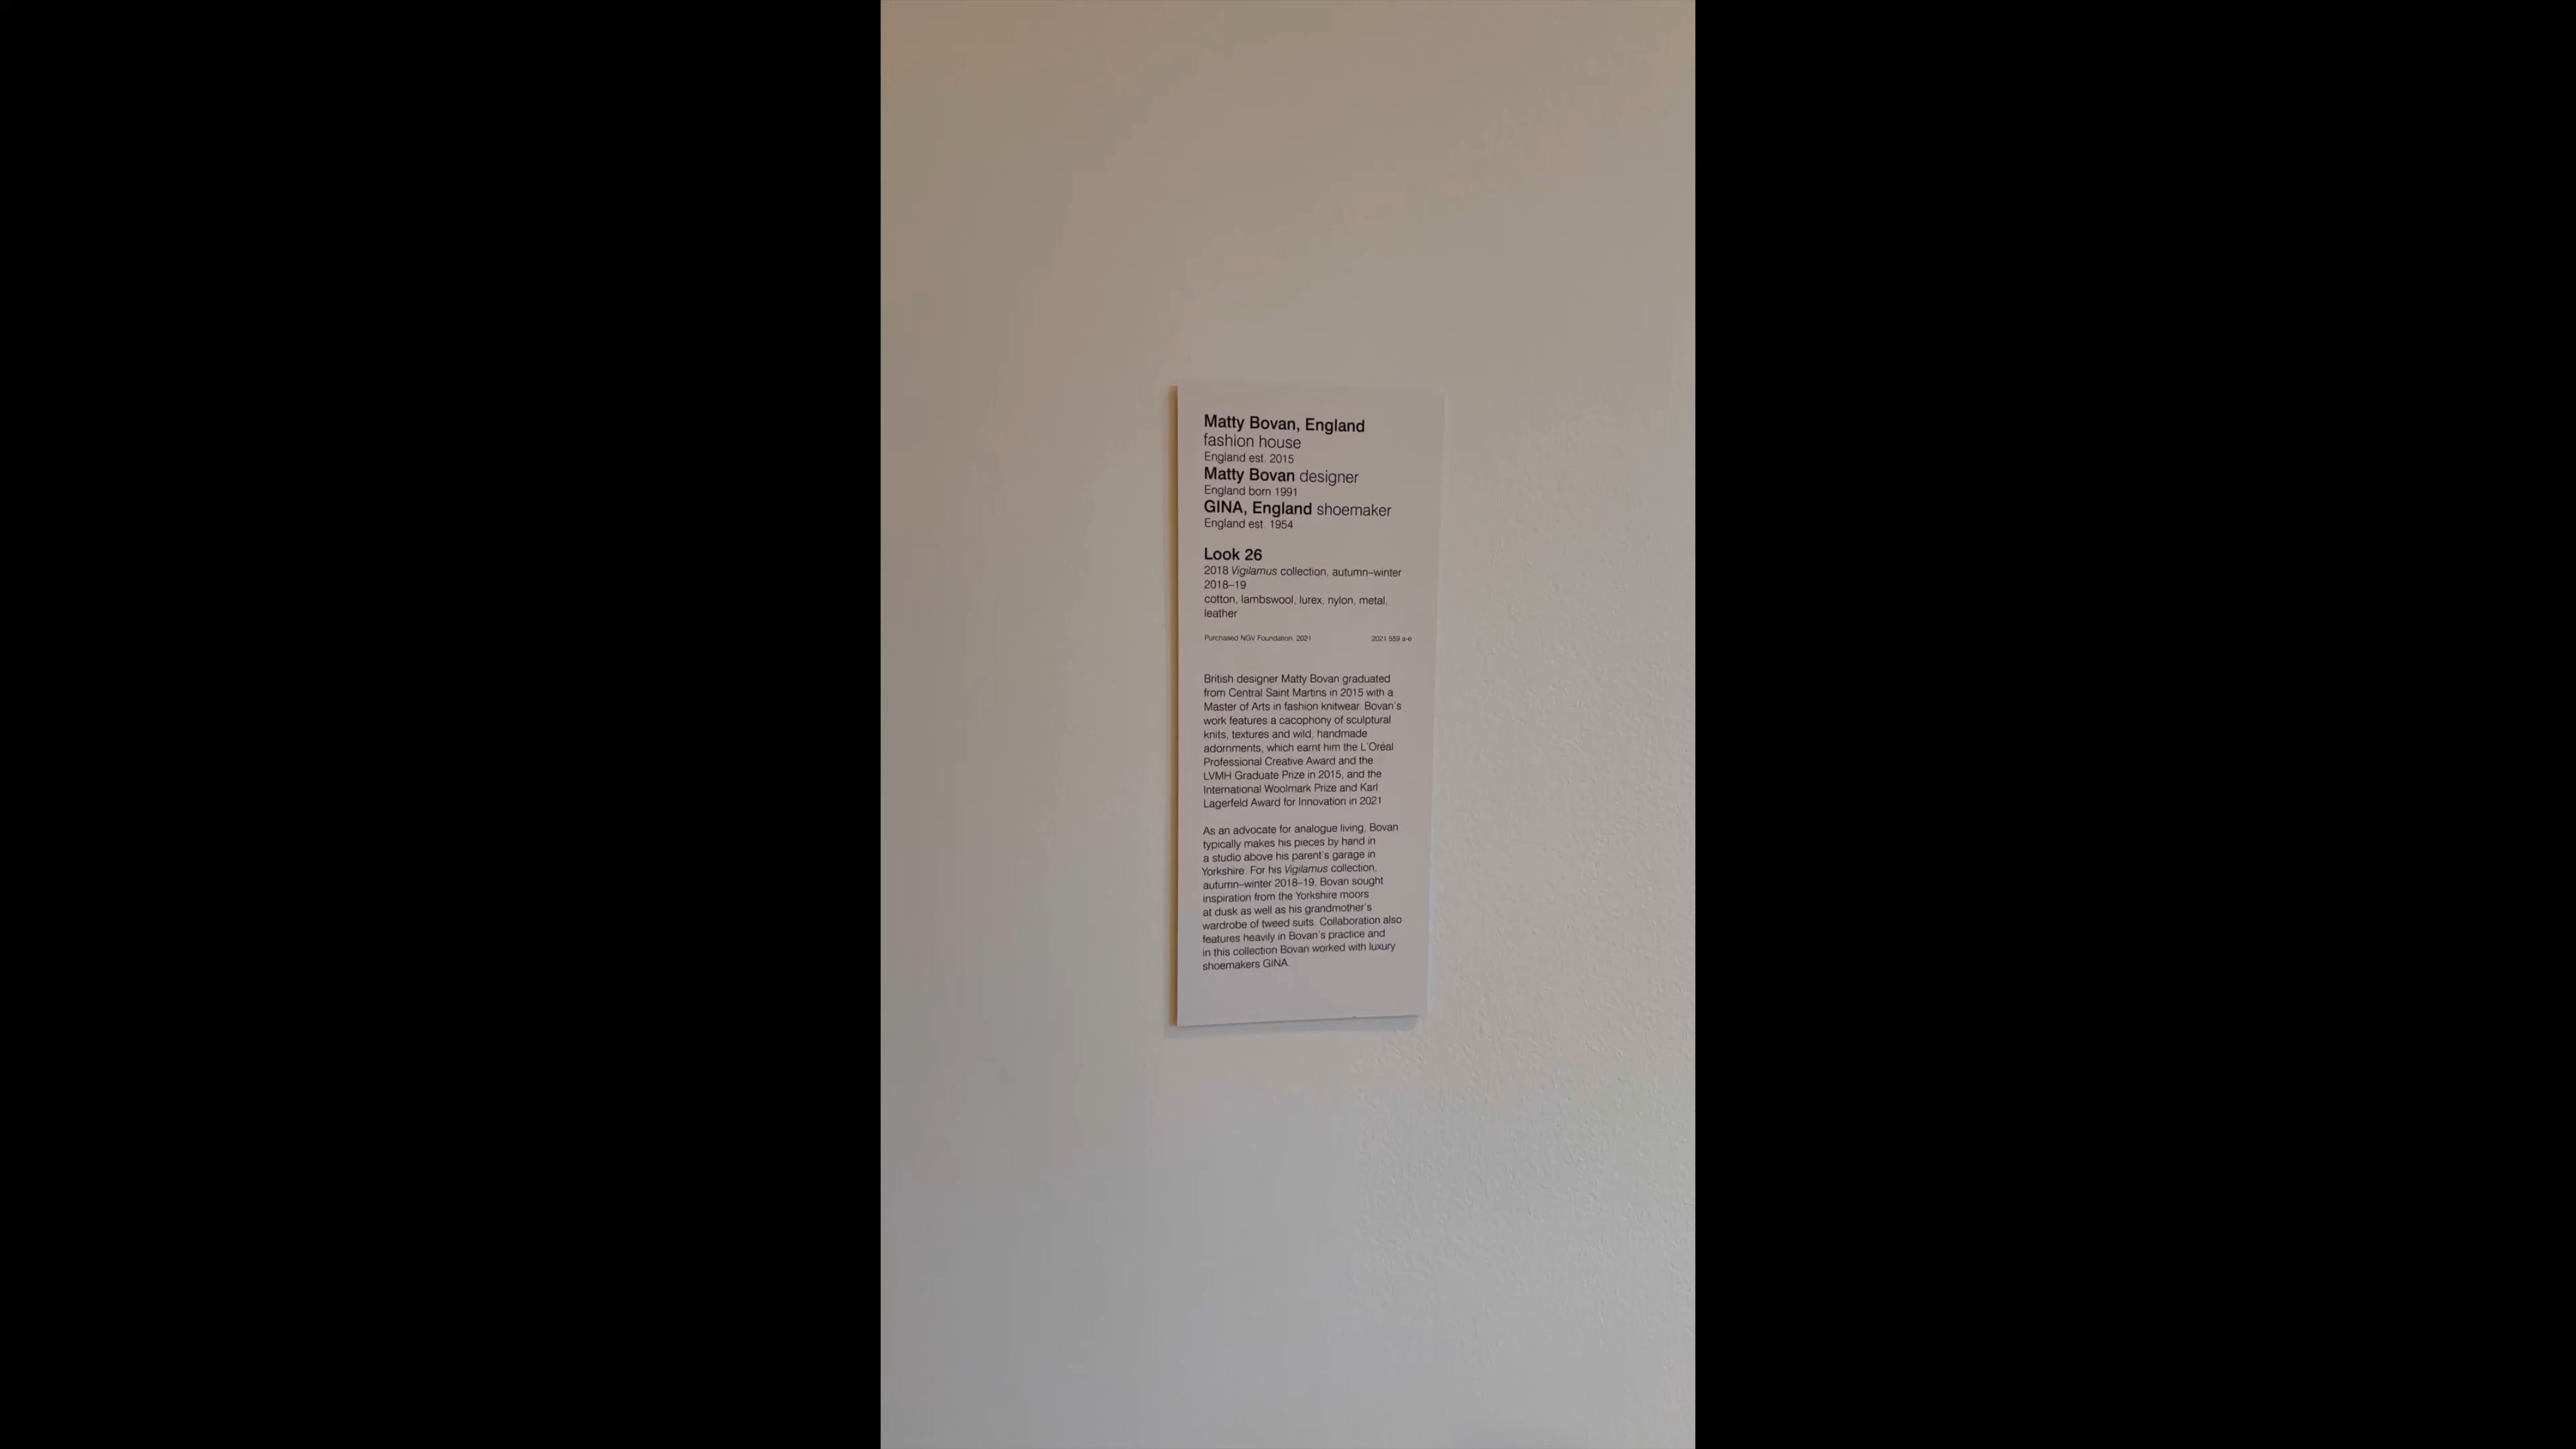 Matty Bovan, England
fashion house
England est. 2015
Matty Bovan designer
England born 1991
GINA, England shoemaker
England est. 1954
Look 26
2018 Vigilamus collection, autumn–winter
2018–19
cotton, lambswool, lurex, nylon, metal,
leather
Purchased NGV Foundation, 2021 2021.559 a-e
British designer Matty Bovan graduated
from Central Saint Martins in 2015 with a
Master of Arts in fashion knitwear. Bovan's
work features a cacophony of sculptural
knits, textures and wild, handmade
adornments, which earnt him the L'Oréal
Professional Creative Award and the
LVMH Graduate Prize in 2015, and the
International Woolmark Prize and Karl
Lagerfeld Award for Innovation in 2021
As an advocate for analogue living, Bovan
typically makes his pieces by hand in
a studio above his parent's garage in
Yorkshire. For his Vigilamus collection,
autumn–winter 2018–19, Bovan sought
inspiration from the Yorkshire moors
at dusk as well as his grandmother's
wardrobe of tweed suits. Collaboration also
features heavily in Bovan's practice and
in this collection Bovan worked with luxury
shoemakers GINA.